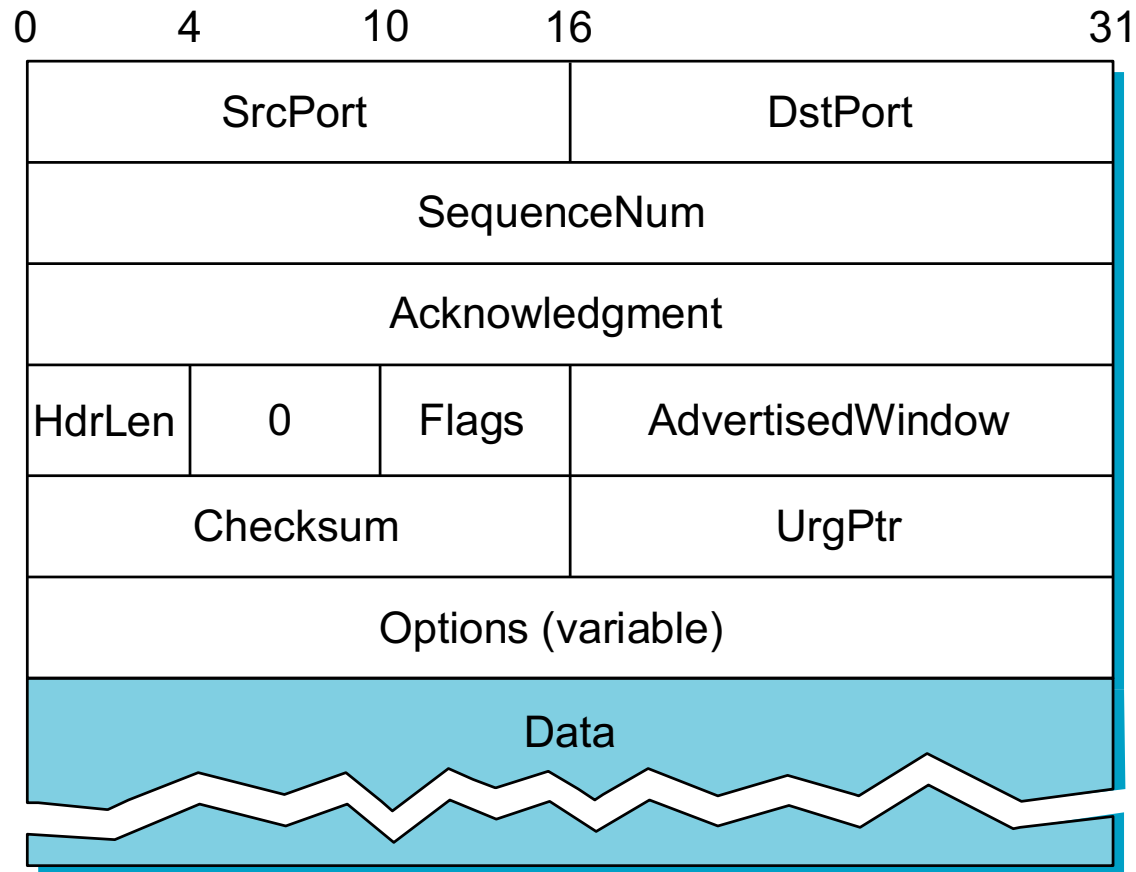 0 4 10 16 31
SrcPort DstPort
SequenceNum
Acknowledgment
HdrLen 0 Flags AdvertisedWindow
Checksum UrgPtr
Options (variable)
Data